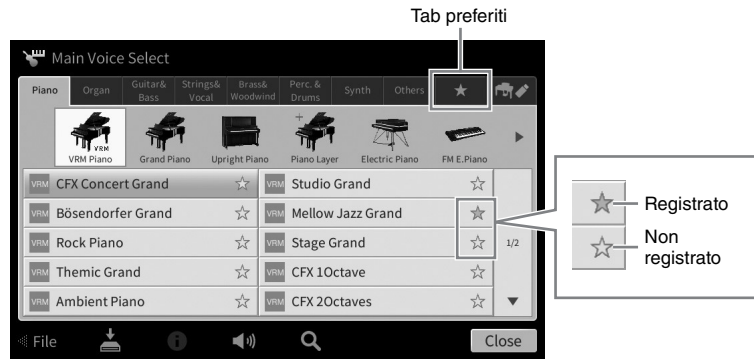 Tab preferiti
Main Voice Select
Piano
Organ
Guitar&
Bass
Strings&
Vocal
Brass&
Woodwind
Perc. &
Drums
Synth
Others
VRM
VRM Piano
Grand Piano
Upright Piano
Piano Layer
Electric Piano
FM E.Piano
VRM CFX Concert Grand
VRM Studio Grand
VRM Bösendorfer Grand
VRM Mellow Jazz Grand
VRM Rock Piano
VRM Stage Grand
1/2
VRM Themic Grand
VRM CFX 1Octave
VRM Ambient Piano
VRM CFX 2Octaves
File
Close
Registrato
Non
registrato